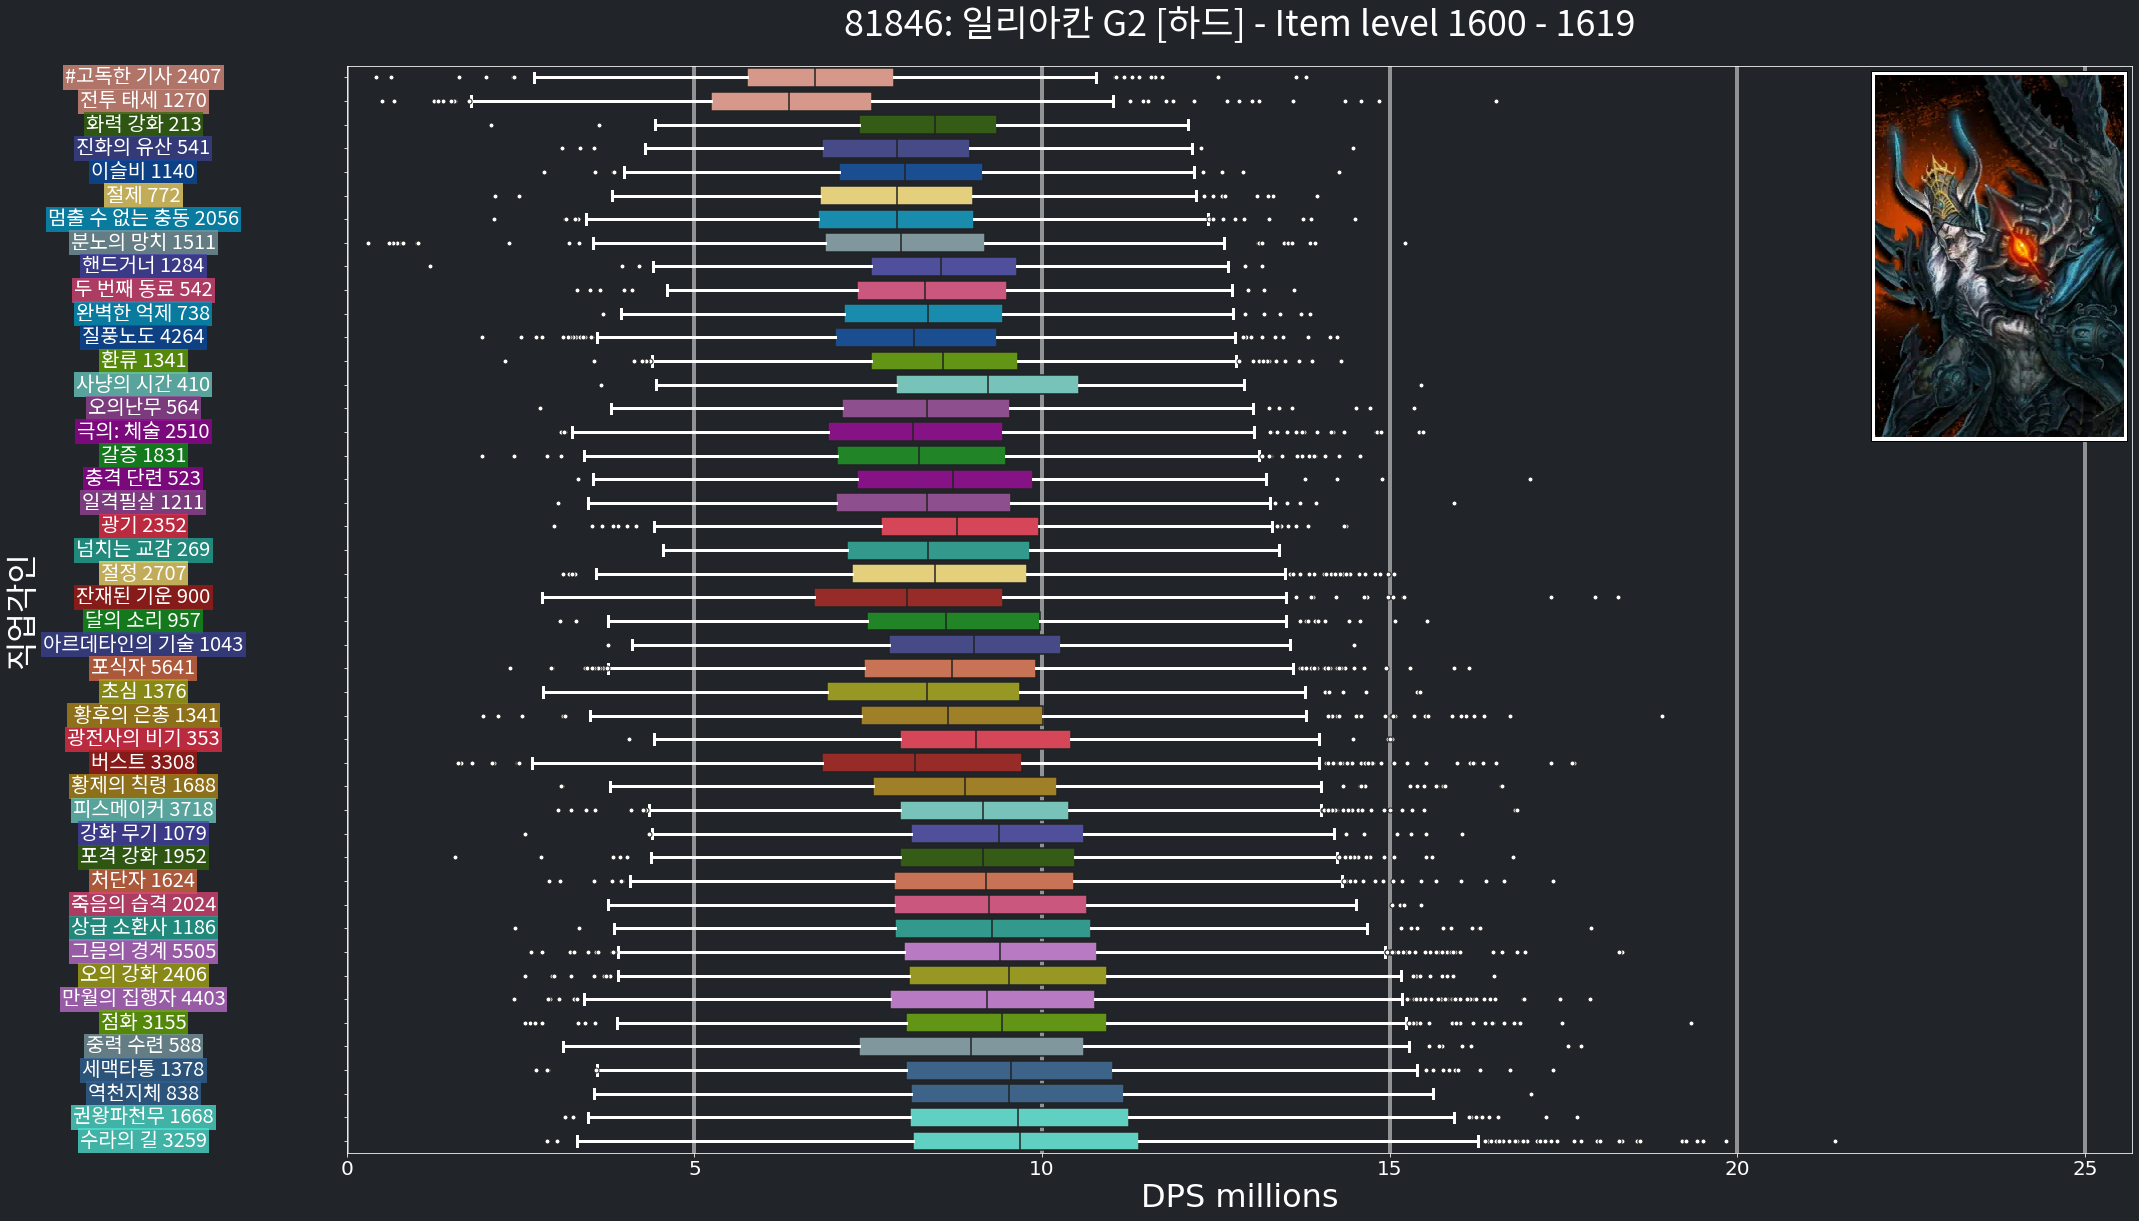 81846: 일리아칸 G2 [하드] - Item level 1600 - 1619
#고독한 기사 2407
전투 태세 1270
화력 강화 213
진화의 유산 541
이슬비 1140
절제 772
멈출 수 없는 충동 2056
분노의 망치 1511
핸드거너 1284
두 번째 동료 542
완벽한 억제 738
질풍노도 4264
환류 1341
사냥의 시간 410
오의난무 564
극의: 체술 2510
갈증 1831
충격 단련 523
일격필살 1211
광기 2352
넘치는 교감 269
절정 2707
잔재된 기운 900
달의 소리 957
아르데타인의 기술 1043
포식자 5641
초심 1376
황후의 은총 1341
광전사의 비기 353
버스트 3308
황제의 칙령 1688
피스메이커 3718
강화 무기 1079
포격 강화 1952
처단자 1624
죽음의 습격 2024
상급 소환사 1186
그믐의 경계 5505
오의 강화 2406
만월의 집행자 4403
점화 3155
중력 수련 588
세맥타통 1378
역천지체 838
권왕파천무 1668
수라의 길 3259
직업각인
0 5 10 15 20 25
DPS millions